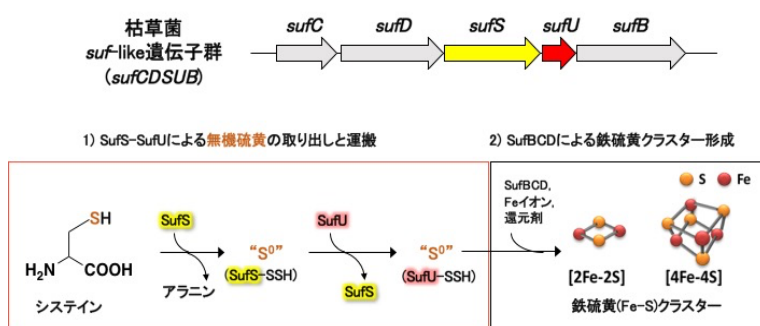 枯草菌
suf-like遺伝子群
(sufCDSUB)
sufC sufD sufS sufU sufB
1) SufS-SufUによる無機硫黄の取り出しと運搬
2) SufBCDによる鉄硫黄クラスター形成
SH
H₂N COOH
システイン
SufS
アラニン
“S⁰”
(SufS-SSH)
SufU
SufS
“S⁰”
(SufU-SSH)
SufBCD,
Feイオン,
還元剤
S Fe
[2Fe-2S] [4Fe-4S]
鉄硫黄(Fe-S)クラスター